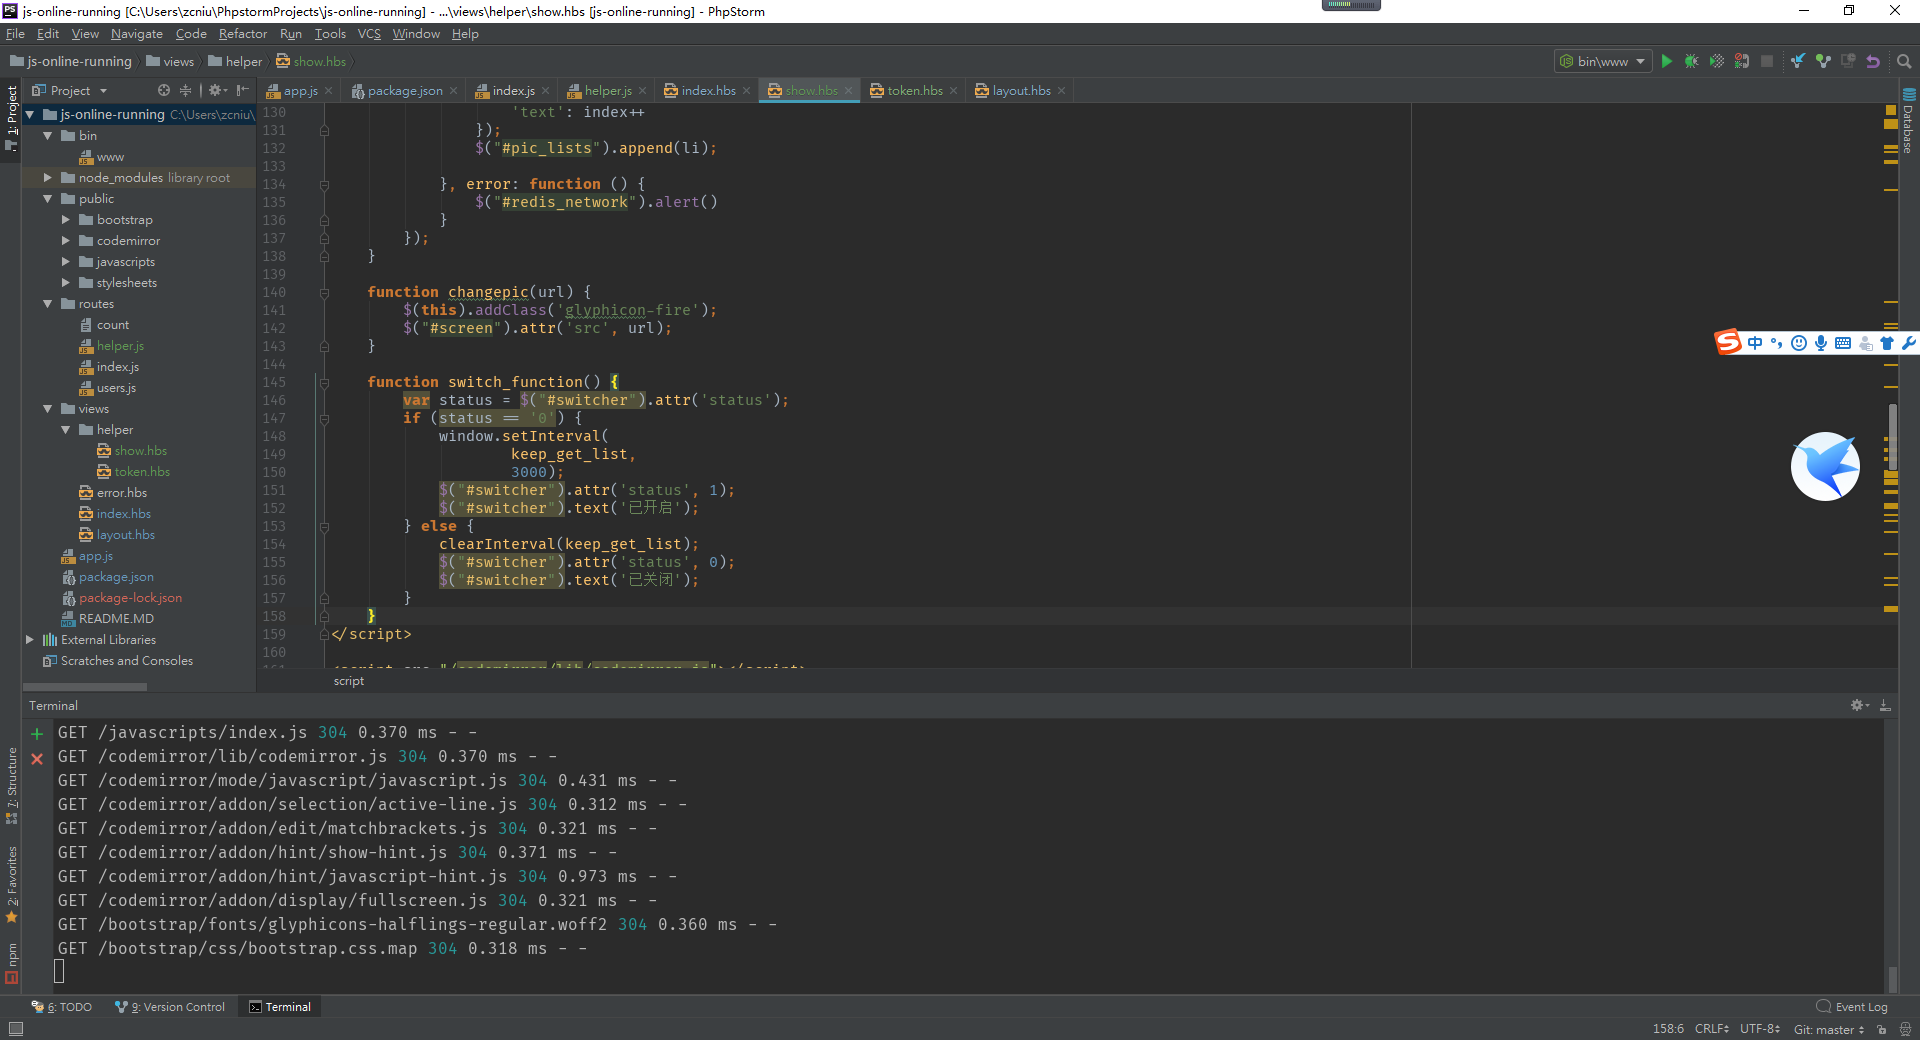 js-online-running [C:\Users\zcniu\PhpstormProjects\js-online-running] - ...\views\helper\show.hbs [js-online-running] - PhpStorm
File Edit View Navigate Code Refactor Run Tools VCS Window Help
js-online-running views helper show.hbs bin\www
Project app.js package.json index.js helper.js index.hbs show.hbs token.hbs layout.hbs
1: Project
7: Structure
2: Favorites
npm
Database
js-online-running C:\Users\zcniu\
bin
www
node_modules library root
public
bootstrap
codemirror
javascripts
stylesheets
routes
count
helper.js
index.js
users.js
views
helper
show.hbs
token.hbs
error.hbs
index.hbs
layout.hbs
app.js
package.json
package-lock.json
README.MD
External Libraries
Scratches and Consoles
130 'text': index++
131 });
132 $("#pic_lists").append(li);
133
134 }, error: function () {
135 $("#redis_network").alert()
136 }
137 });
138 }
139
140 function changepic(url) {
141 $(this).addClass('glyphicon-fire');
142 $("#screen").attr('src', url);
143 }
144
145 function switch_function() {
146 var status = $("#switcher").attr('status');
147 if (status == '0') {
148 window.setInterval(
149 keep_get_list,
150 3000);
151 $("#switcher").attr('status', 1);
152 $("#switcher").text('已开启');
153 } else {
154 clearInterval(keep_get_list);
155 $("#switcher").attr('status', 0);
156 $("#switcher").text('已关闭');
157 }
158 }
159 </script>
160
script
中
Terminal
GET /javascripts/index.js 304 0.370 ms - -
GET /codemirror/lib/codemirror.js 304 0.370 ms - -
GET /codemirror/mode/javascript/javascript.js 304 0.431 ms - -
GET /codemirror/addon/selection/active-line.js 304 0.312 ms - -
GET /codemirror/addon/edit/matchbrackets.js 304 0.321 ms - -
GET /codemirror/addon/hint/show-hint.js 304 0.371 ms - -
GET /codemirror/addon/hint/javascript-hint.js 304 0.973 ms - -
GET /codemirror/addon/display/fullscreen.js 304 0.321 ms - -
GET /bootstrap/fonts/glyphicons-halflings-regular.woff2 304 0.360 ms - -
GET /bootstrap/css/bootstrap.css.map 304 0.318 ms - -
6: TODO 9: Version Control Terminal Event Log
158:6 CRLF UTF-8 Git: master